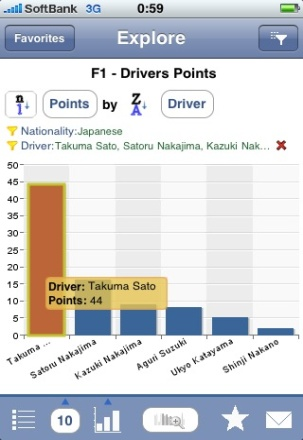 SoftBank 3G 0:59
Favorites Explore
F1 - Drivers Points
n 1 Points by Z A Driver
Nationality:Japanese
Driver:Takuma Sato, Satoru Nakajima, Kazuki Nak...
50
45
40
35
30
25
20
15
10
5
0
Driver: Takuma Sato
Points: 44
Takuma ...
Satoru Nakajima
Kazuki Nakajima
Aguri Suzuki
Ukyo Katayama
Shinji Nakano
10